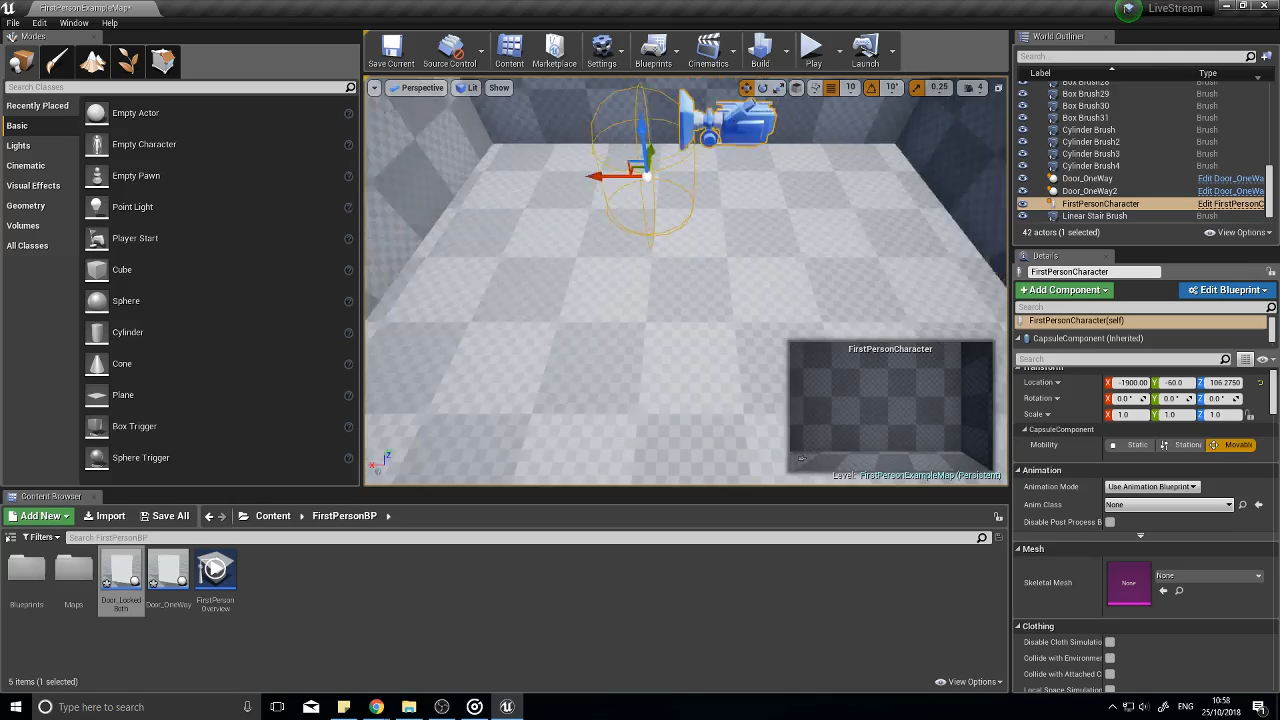 FirstPersonExampleMap*
LiveStream
File Edit Window Help
Modes
Search Classes
Recently Placed
Basic
Lights
Cinematic
Visual Effects
Geometry
Volumes
All Classes
Empty Actor
Empty Character
Empty Pawn
Point Light
Player Start
Cube
Sphere
Cylinder
Cone
Plane
Box Trigger
Sphere Trigger
Save Current
Source Control
Content
Marketplace
Settings
Blueprints
Cinematics
Build
Play
Launch
Perspective
Lit
Show
10
10°
0.25
4
FirstPersonCharacter
Level: FirstPersonExampleMap (Persistent)
World Outliner
Search...
Label Type
Box Brush29 Brush
Box Brush30 Brush
Box Brush31 Brush
Cylinder Brush Brush
Cylinder Brush2 Brush
Cylinder Brush3 Brush
Cylinder Brush4 Brush
Door_OneWay Edit Door_OneWa
Door_OneWay2 Edit Door_OneWa
FirstPersonCharacter Edit FirstPersonC
Linear Stair Brush Brush
42 actors (1 selected)
View Options
Details
FirstPersonCharacter
+ Add Component
Edit Blueprint
Search
FirstPersonCharacter(self)
CapsuleComponent (Inherited)
Search
Transform
Location X -1900.00 Y -60.0 Z 106.2750
Rotation X 0.0° Y 0.0° Z 0.0°
Scale X 1.0 Y 1.0 Z 1.0
CapsuleComponent
Mobility Static Station Movable
Animation
Animation Mode Use Animation Blueprint
Anim Class None
Disable Post Process B
Mesh
Skeletal Mesh None None
Clothing
Disable Cloth Simulatio
Collide with Environme
Collide with Attached C
Local Space Simulation
Content Browser
Add New
Import
Save All
Content
FirstPersonBP
Filters
Search FirstPersonBP
Blueprints
Maps
Door_Locked
Both
Door_OneWay
FirstPerson
Overview
5 items (1 selected)
View Options
Type here to search
10:58
25/10/2018